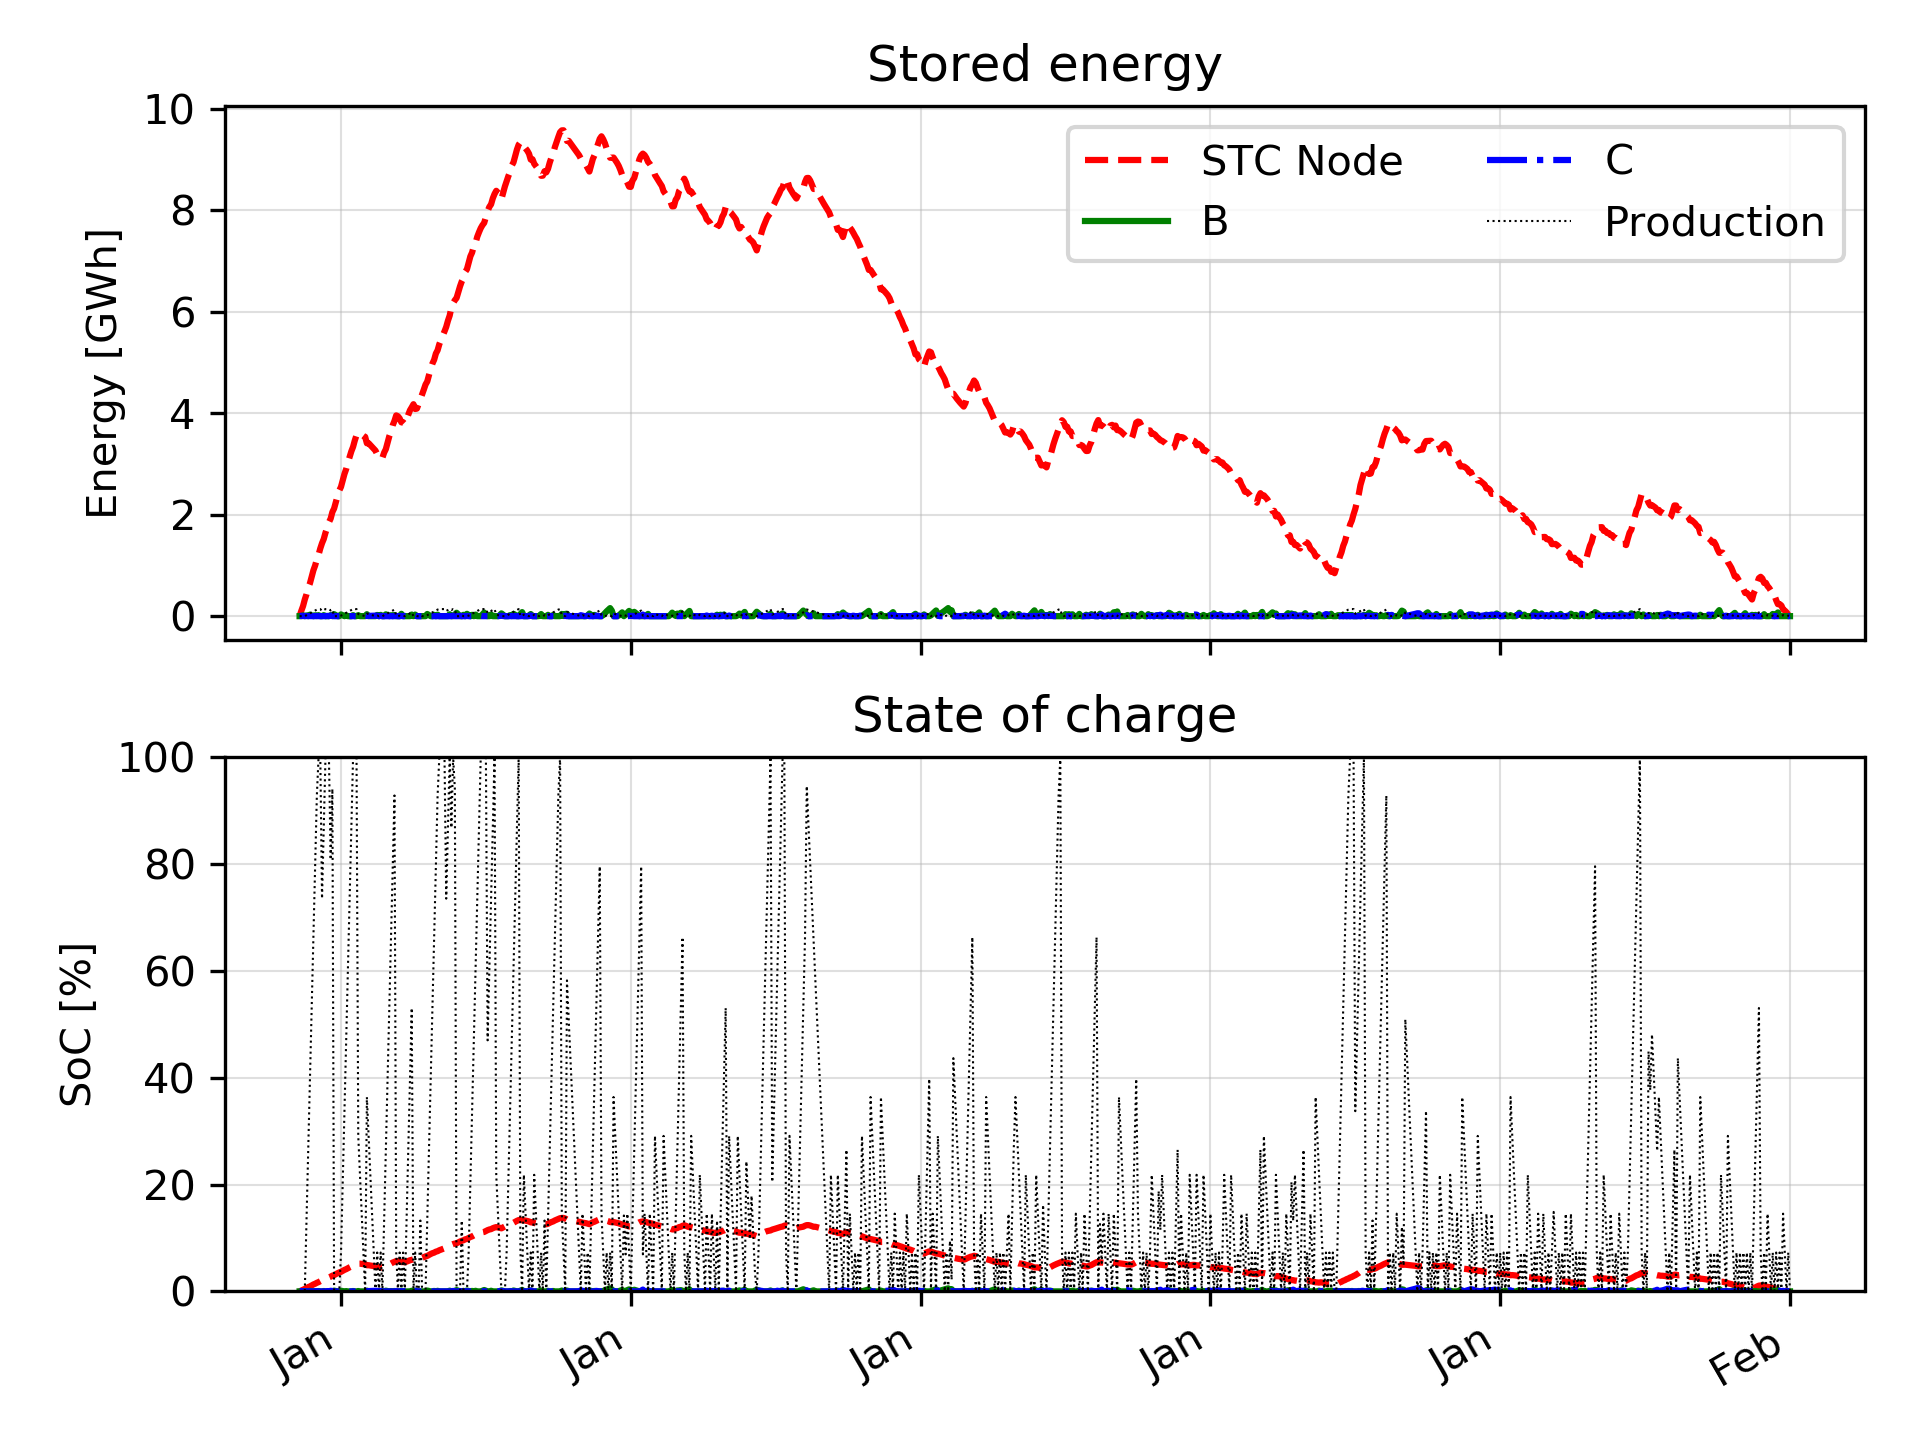 Stored energy
10
8
6
4
2
0
Energy [GWh]
STC Node
B
C
Production
State of charge
100
80
60
40
20
0
SoC [%]
Jan
Jan
Jan
Jan
Jan
Feb